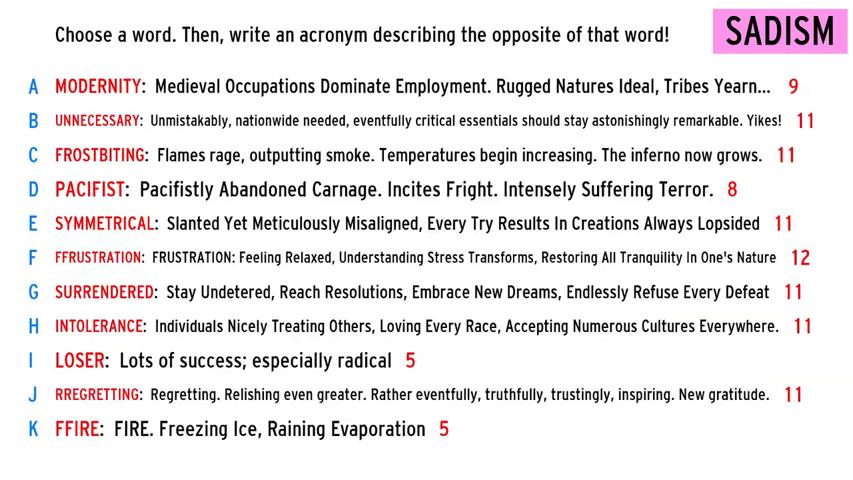 Choose a word. Then, write an acronym describing the opposite of that word!
SADISM
A MODERNITY: Medieval Occupations Dominate Employment. Rugged Natures Ideal, Tribes Yearn... 9
B UNNECESSARY: Unmistakably, nationwide needed, eventfully critical essentials should stay astonishingly remarkable. Yikes! 11
C FROSTBITING: Flames rage, outputting smoke. Temperatures begin increasing. The inferno now grows. 11
D PACIFIST: Pacifistly Abandoned Carnage. Incites Fright. Intensely Suffering Terror. 8
E SYMMETRICAL: Slanted Yet Meticulously Misaligned, Every Try Results In Creations Always Lopsided 11
F FFRUSTRATION: FRUSTRATION: Feeling Relaxed, Understanding Stress Transforms, Restoring All Tranquility In One's Nature 12
G SURRENDERED: Stay Undetered, Reach Resolutions, Embrace New Dreams, Endlessly Refuse Every Defeat 11
H INTOLERANCE: Individuals Nicely Treating Others, Loving Every Race, Accepting Numerous Cultures Everywhere. 11
I LOSER: Lots of success; especially radical 5
J RREGRETTING: Regretting. Relishing even greater. Rather eventfully, truthfully, trustingly, inspiring. New gratitude. 11
K FFIRE: FIRE. Freezing Ice, Raining Evaporation 5